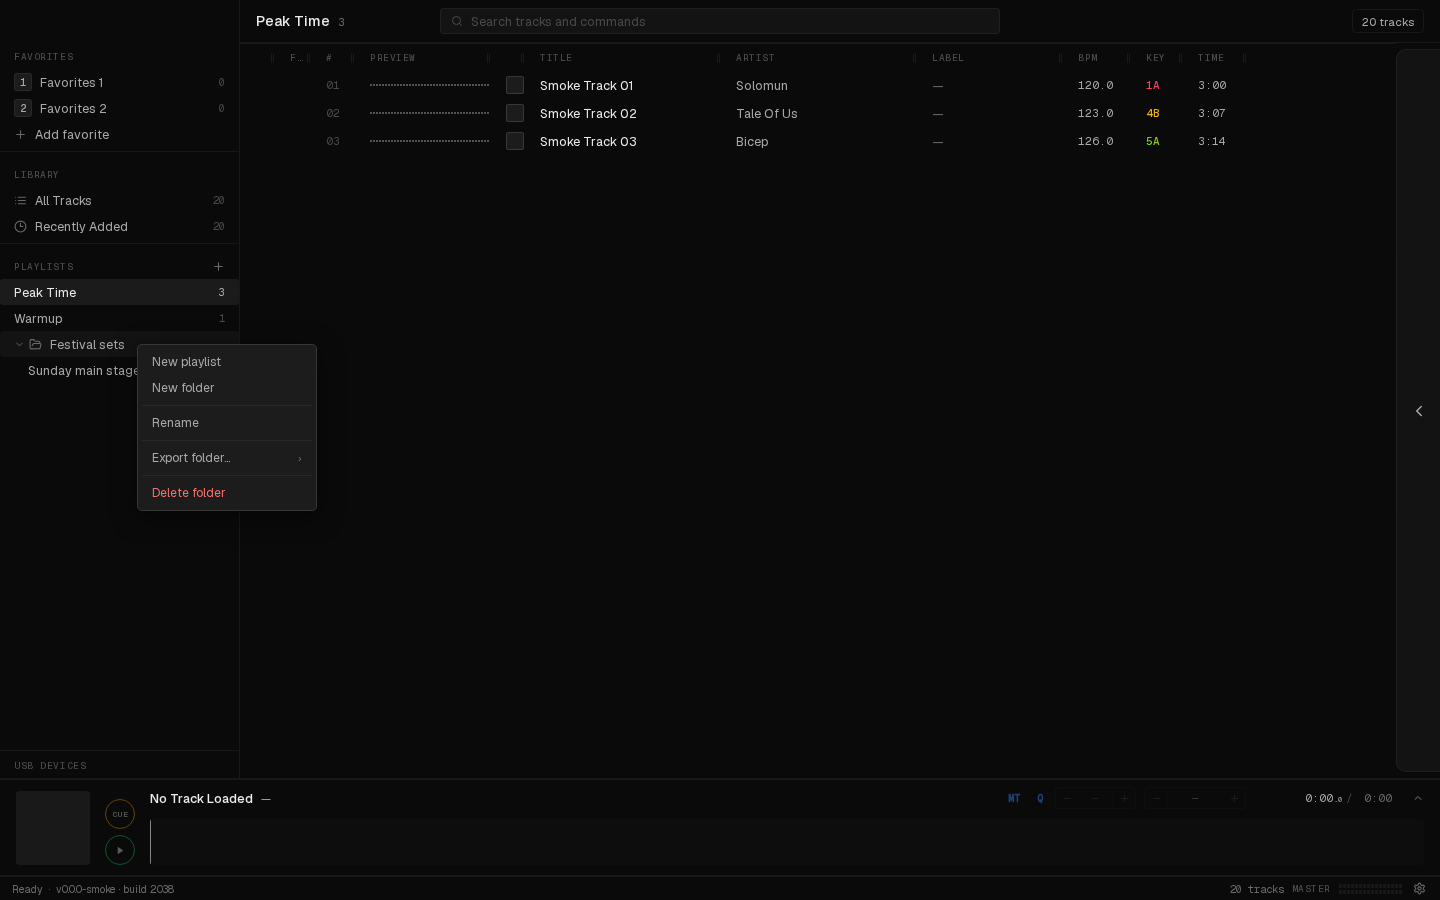 Peak Time 3
Search tracks and commands
20 tracks
FAVORITES
1 Favorites 1 0
2 Favorites 2 0
Add favorite
LIBRARY
All Tracks 20
Recently Added 20
PLAYLISTS
Peak Time 3
Warmup 1
Festival sets
Sunday main stage
New playlist
New folder
Rename
Export folder…
Delete folder
F… # PREVIEW TITLE ARTIST LABEL BPM KEY TIME
01 Smoke Track 01 Solomun — 120.0 1A 3:00
02 Smoke Track 02 Tale Of Us — 123.0 4B 3:07
03 Smoke Track 03 Bicep — 126.0 5A 3:14
USB DEVICES
CUE
No Track Loaded —
MT Q − — + − — + 0:00.0 / 0:00
Ready · v0.0.0-smoke · build 2038
20 tracks MASTER